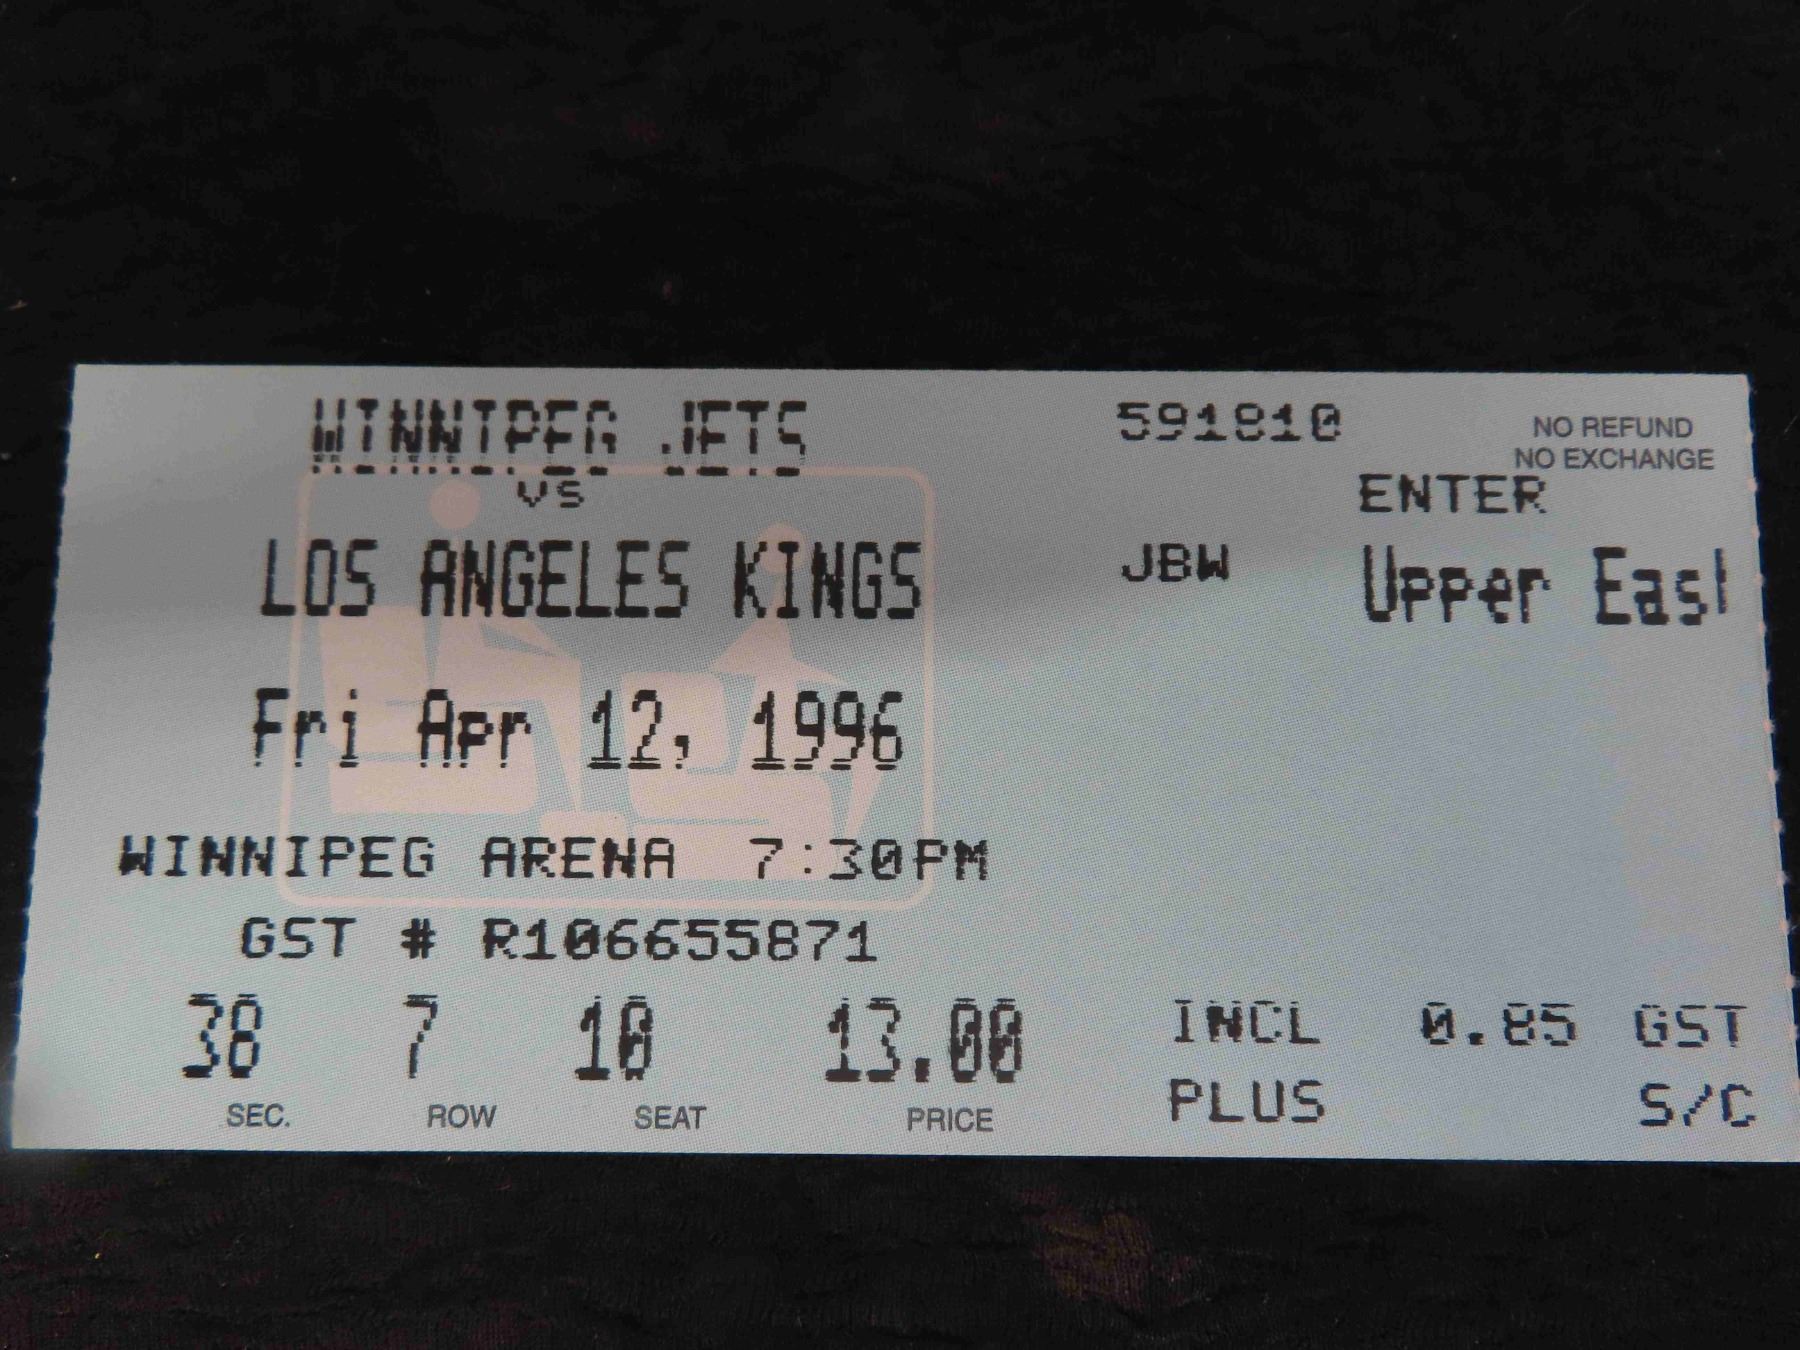 WINNIPEG JETS
vs
LOS ANGELES KINGS
Fri Apr 12, 1996
WINNIPEG ARENA 7:30PM
GST # R106655871
38 7 10 13.00
SEC. ROW SEAT PRICE
591810
NO REFUND
NO EXCHANGE
ENTER
JBW Upper East
INCL 0.85 GST
PLUS S/C